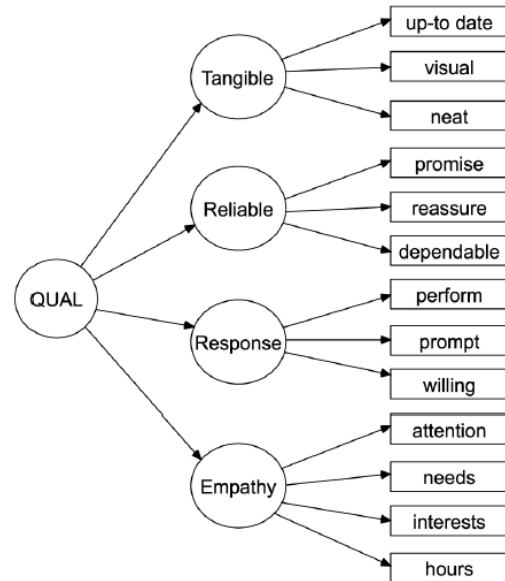 up-to date
Tangible
visual
neat
promise
Reliable
reassure
dependable
QUAL
perform
Response
prompt
willing
attention
Empathy
needs
interests
hours